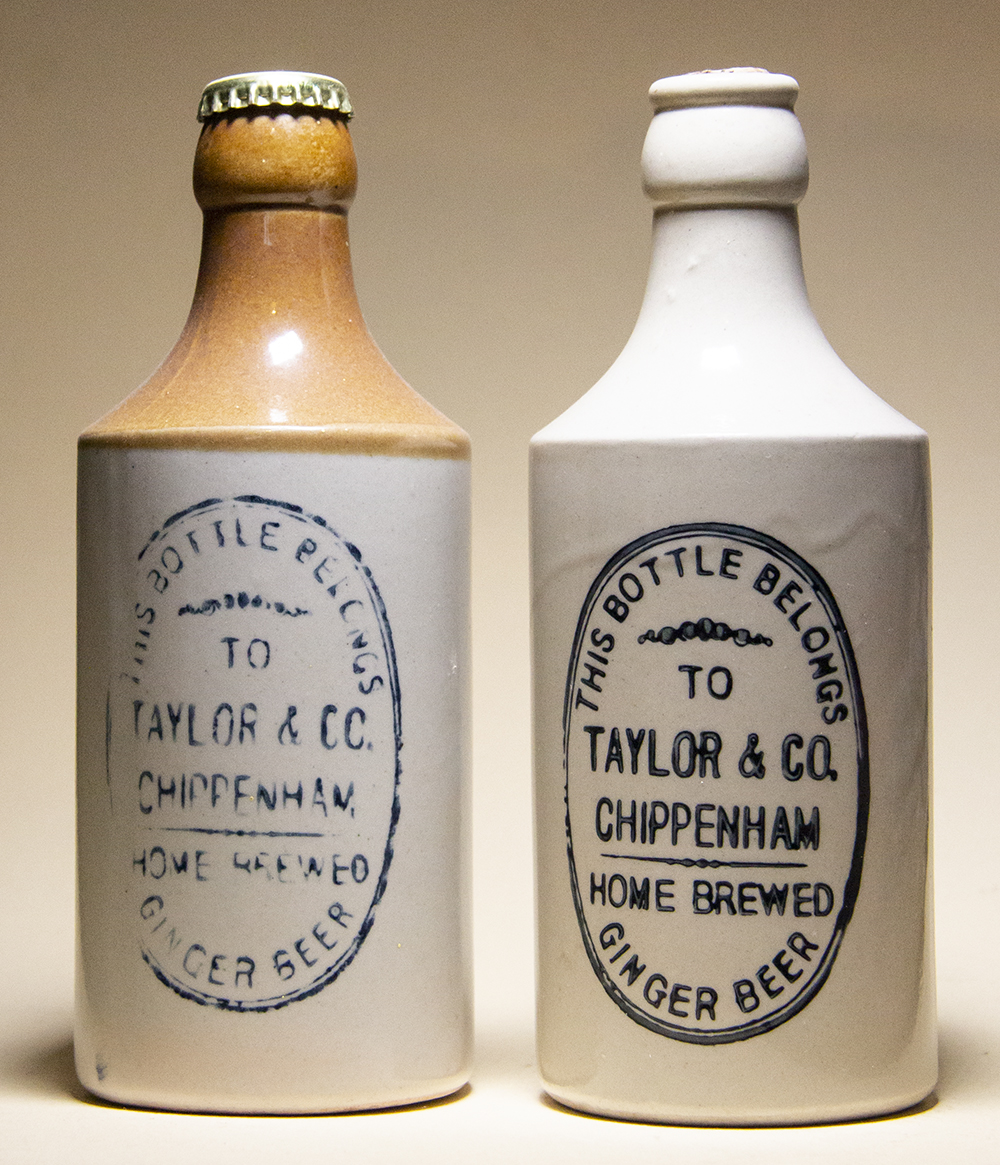 THIS BOTTLE BELONGS
TO
TAYLOR & CO.
CHIPPENHAM
HOME BREWED
GINGER BEER
THIS BOTTLE BELONGS
TO
TAYLOR & CO.
CHIPPENHAM
HOME BREWED
GINGER BEER